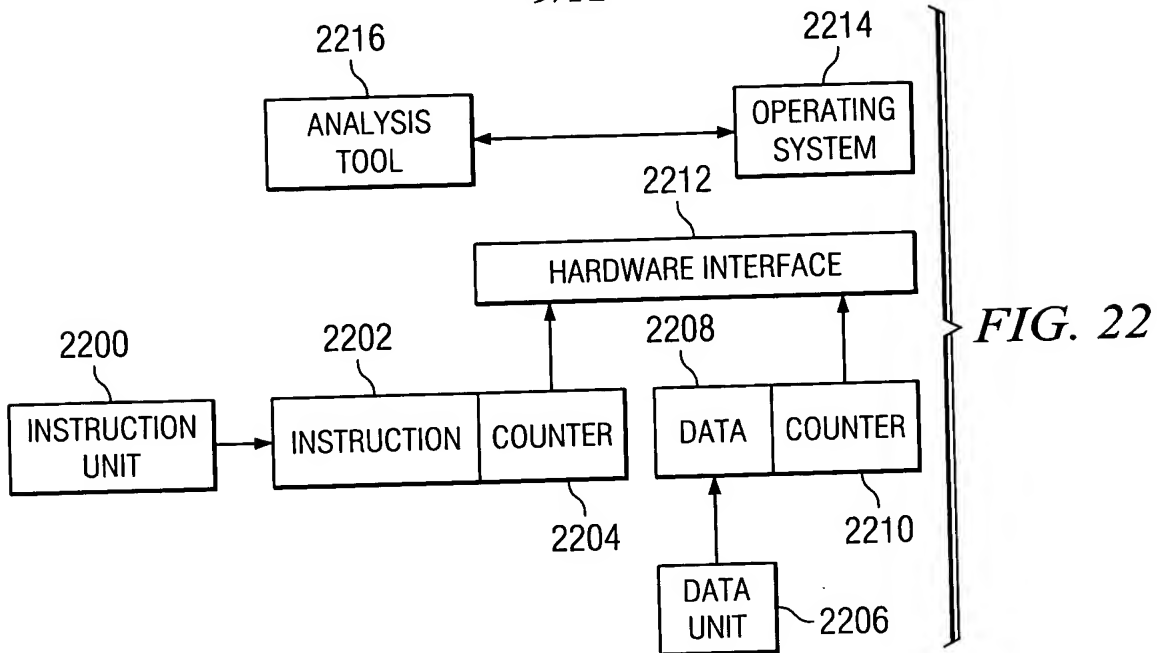 2216
2214
ANALYSIS
TOOL
OPERATING
SYSTEM
2212
HARDWARE INTERFACE
2200
2202
2208
INSTRUCTION
UNIT
INSTRUCTION
COUNTER
DATA
COUNTER
2204
2210
DATA
UNIT
2206
FIG. 22